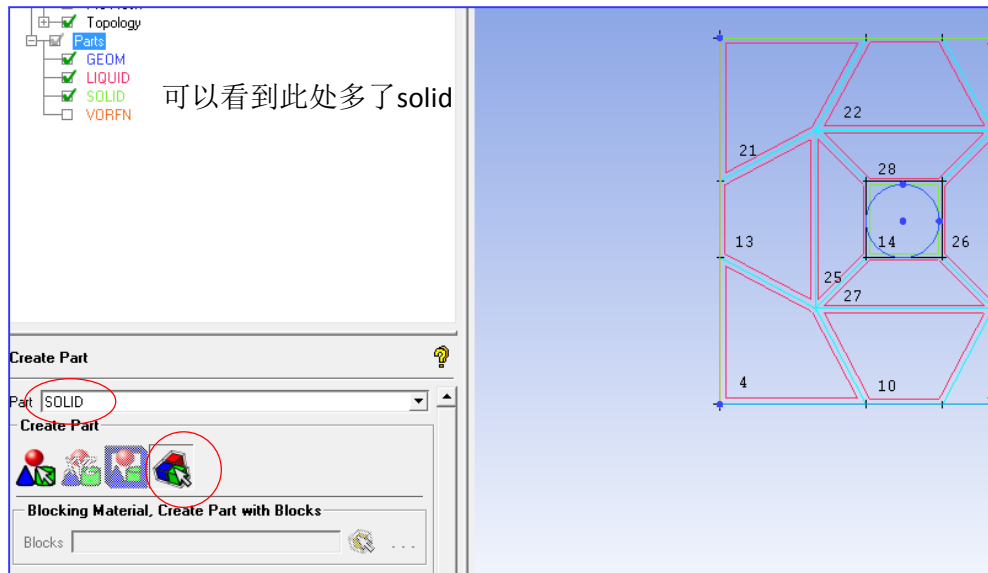 Topology
Parts
GEOM
LIQUID
SOLID
VORFN
可以看到此处多了solid
Create Part
Part SOLID
Create Part
Blocking Material, Create Part with Blocks
Blocks
...
22
21
28
13
14
26
25
27
4
10